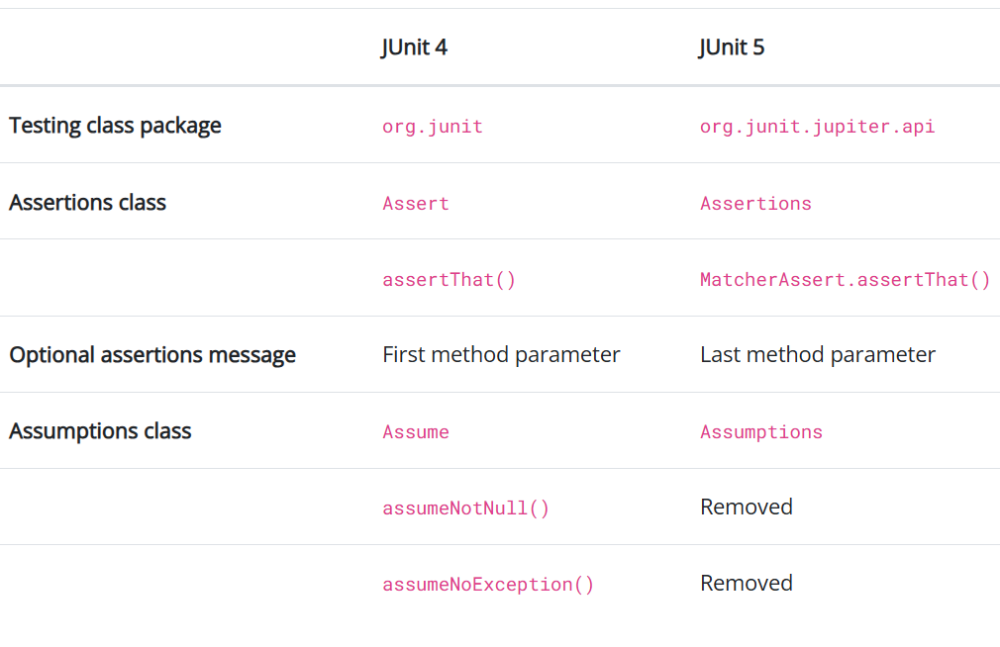 JUnit 4 JUnit 5
Testing class package org.junit org.junit.jupiter.api
Assertions class Assert Assertions
assertThat() MatcherAssert.assertThat()
Optional assertions message First method parameter Last method parameter
Assumptions class Assume Assumptions
assumeNotNull() Removed
assumeNoException() Removed